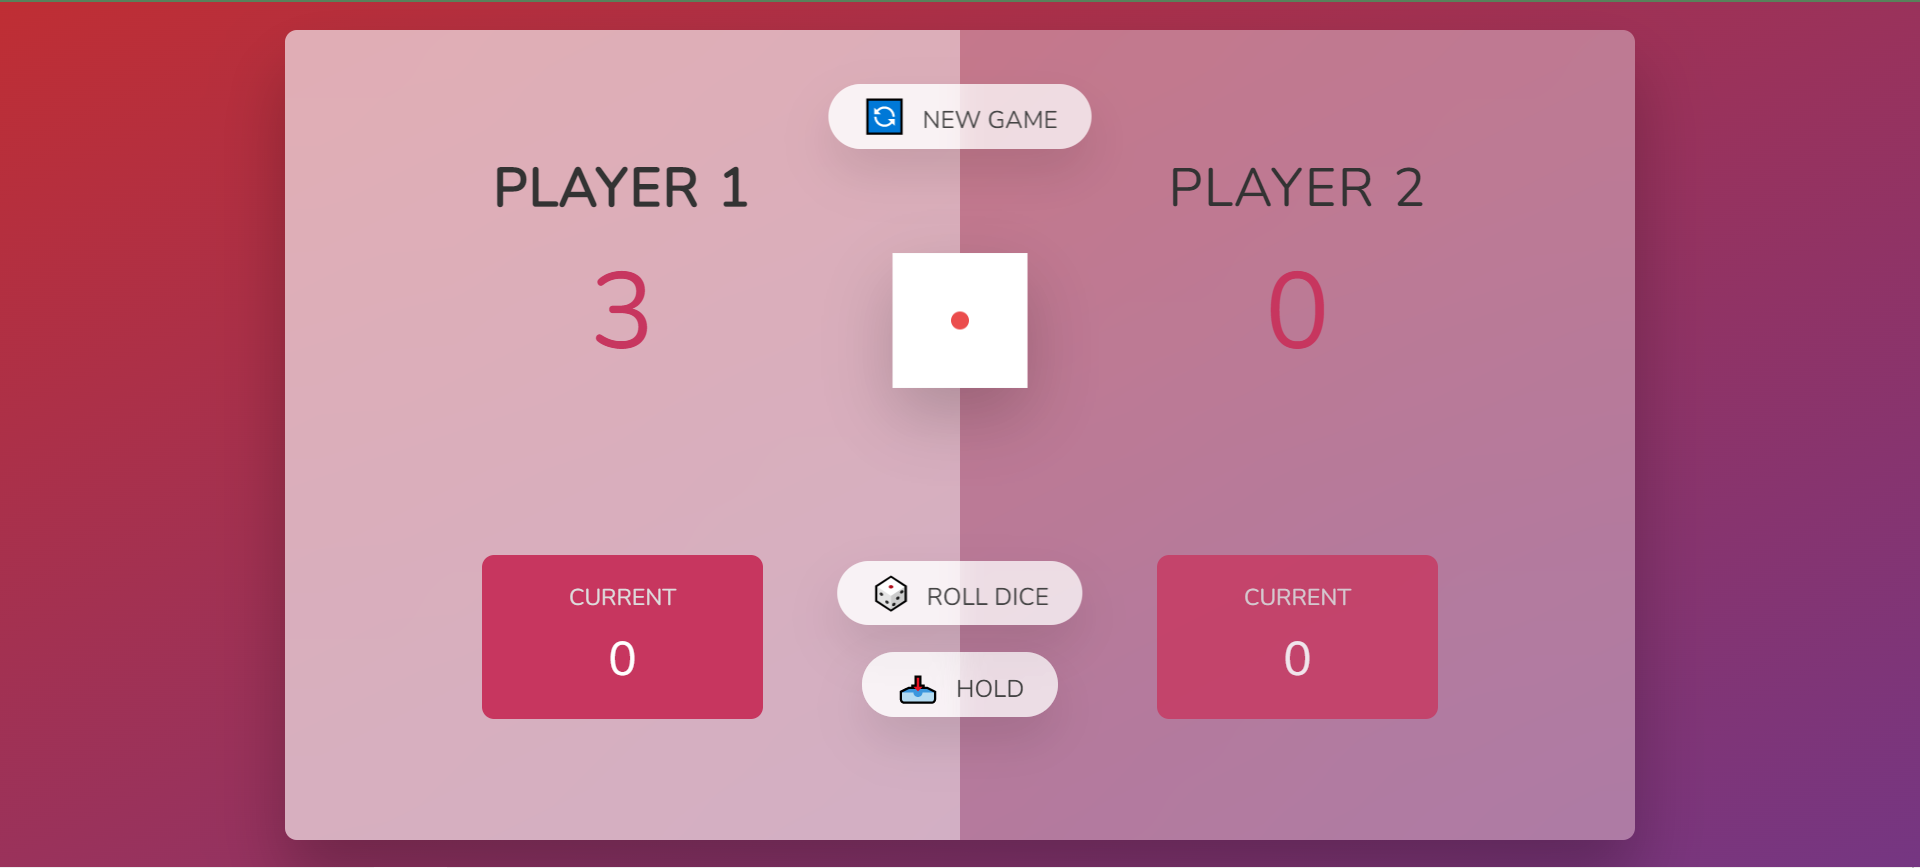 NEW GAME
PLAYER 1
PLAYER 2
3
0
CURRENT
0
ROLL DICE
HOLD
CURRENT
0